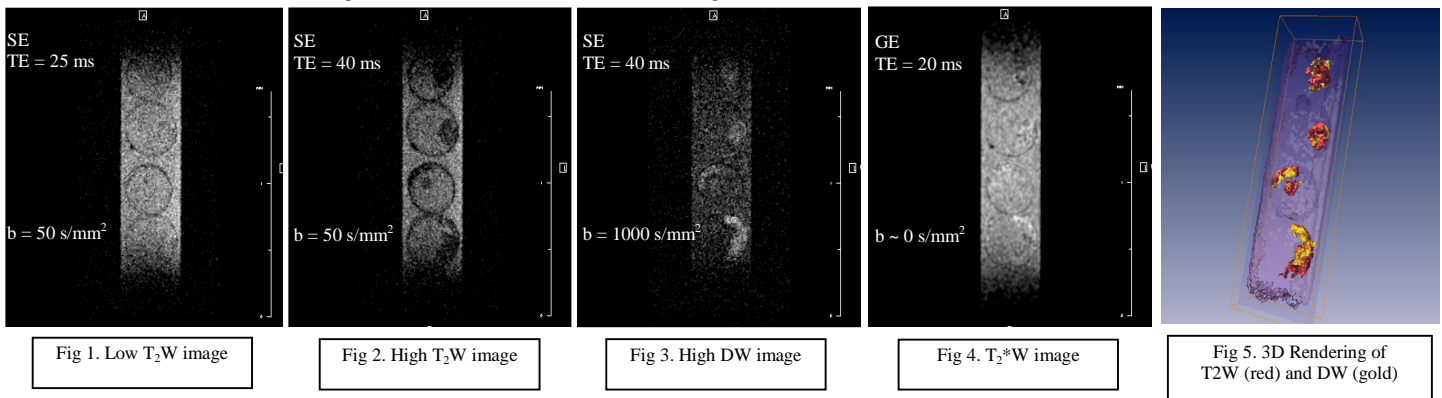 SE
TE = 25 ms
b = 50 s/mm²
A
SE
TE = 40 ms
b = 50 s/mm²
A
SE
TE = 40 ms
b = 1000 s/mm²
A
L
GE
TE = 20 ms
b ~ 0 s/mm²
A
L
Fig 1. Low T₂W image
Fig 2. High T₂W image
Fig 3. High DW image
Fig 4. T₂*W image
Fig 5. 3D Rendering of
T2W (red) and DW (gold)